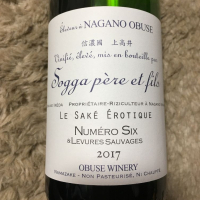 Élaboré à NAGANO OBUSE
信濃國 上高井
Vinifié, élevé, mis en bouteille par
Sogga père et fils
PROPRIÉTAIRE-RIZICULTEUR À NAGANO
LE SAKÉ ÉROTIQUE
NUMÉRO SIX
& LEVURES SAUVAGES
2017
OBUSE WINERY
NON PASTEURISÉ, NI CHAUFFÉ